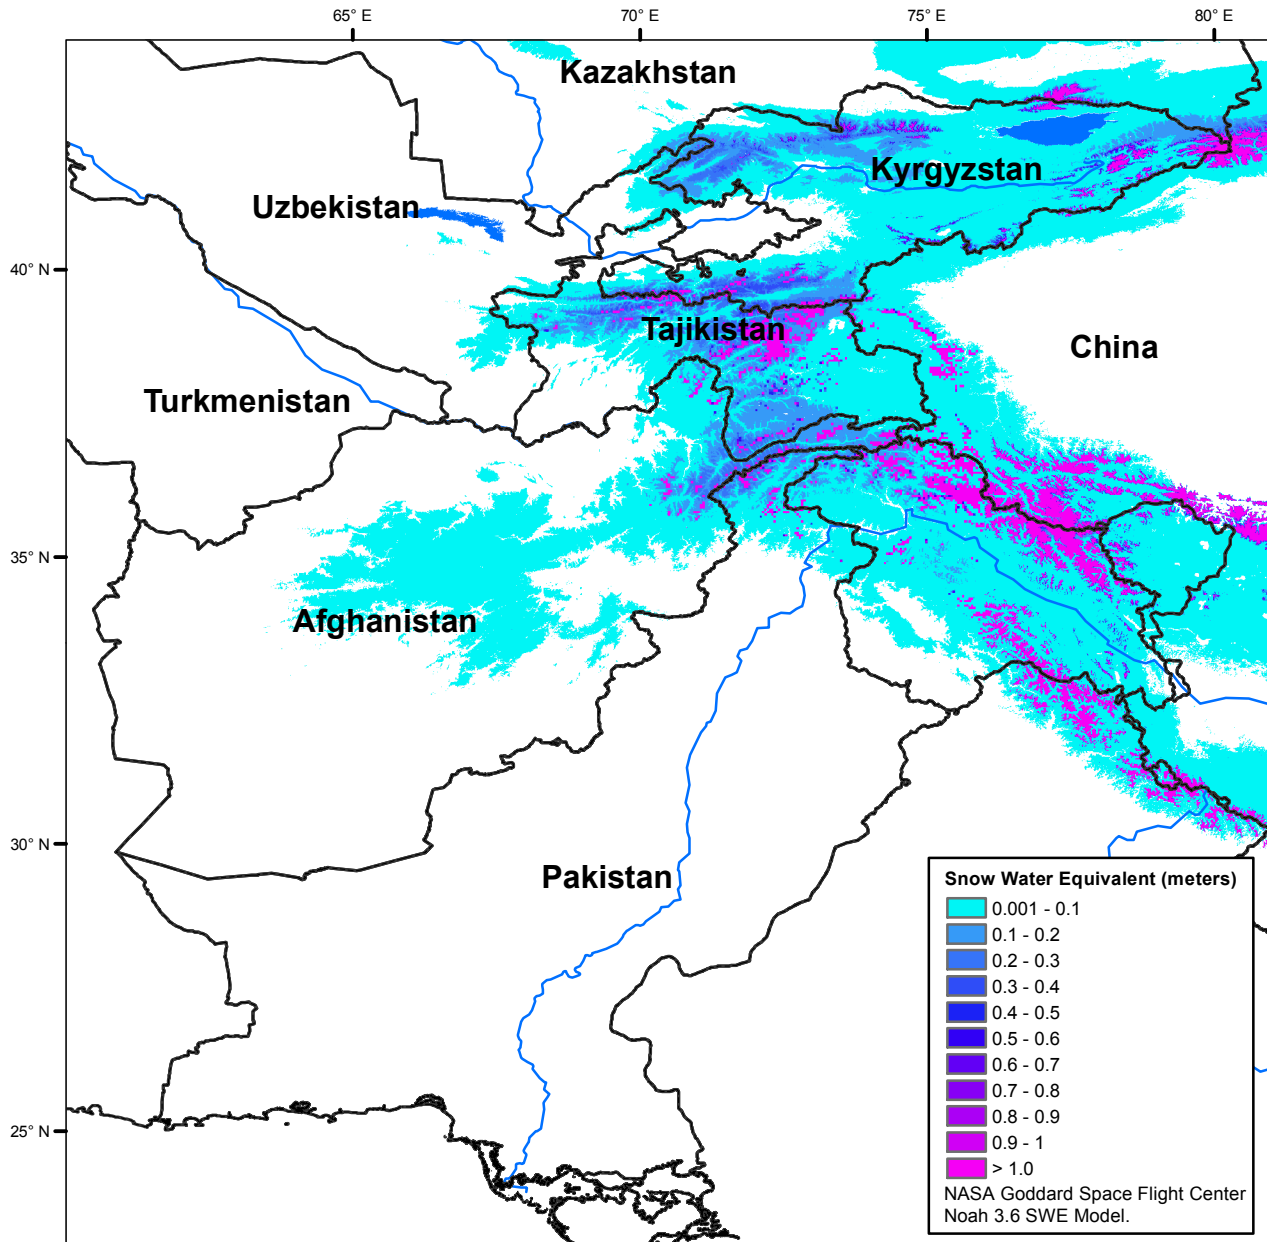 65° E
70° E
75° E
80° E
Kazakhstan
Kyrgyzstan
Uzbekistan
40° N
Tajikistan
China
Turkmenistan
35° N
Afghanistan
30° N
Pakistan
25° N
Snow Water Equivalent (meters)
0.001 - 0.1
0.1 - 0.2
0.2 - 0.3
0.3 - 0.4
0.4 - 0.5
0.5 - 0.6
0.6 - 0.7
0.7 - 0.8
0.8 - 0.9
0.9 - 1
> 1.0
NASA Goddard Space Flight Center
Noah 3.6 SWE Model.